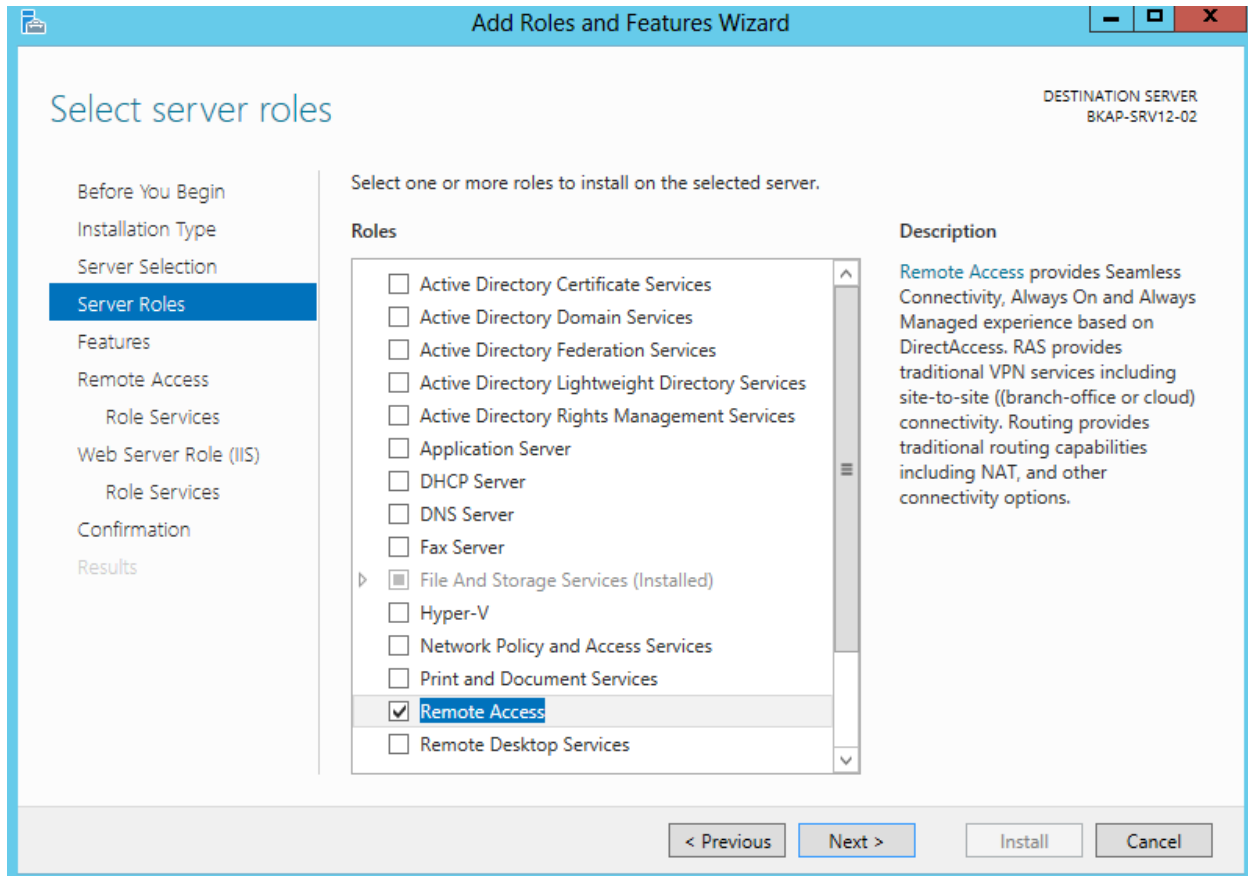 Add Roles and Features Wizard
Select server roles
DESTINATION SERVER
BKAP-SRV12-02
Before You Begin
Installation Type
Server Selection
Server Roles
Features
Remote Access
Role Services
Web Server Role (IIS)
Role Services
Confirmation
Results
Select one or more roles to install on the selected server.
Roles
Active Directory Certificate Services
Active Directory Domain Services
Active Directory Federation Services
Active Directory Lightweight Directory Services
Active Directory Rights Management Services
Application Server
DHCP Server
DNS Server
Fax Server
File And Storage Services (Installed)
Hyper-V
Network Policy and Access Services
Print and Document Services
Remote Access
Remote Desktop Services
Description
Remote Access provides Seamless
Connectivity, Always On and Always
Managed experience based on
DirectAccess. RAS provides
traditional VPN services including
site-to-site ((branch-office or cloud)
connectivity. Routing provides
traditional routing capabilities
including NAT, and other
connectivity options.
< Previous
Next >
Install
Cancel